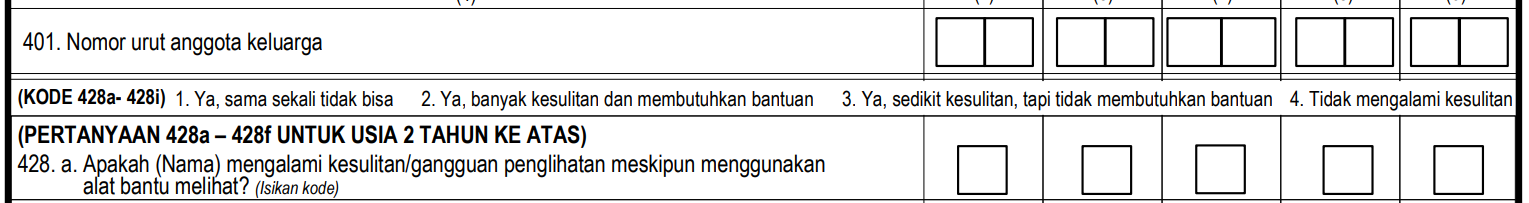 401. Nomor urut anggota keluarga
(KODE 428a- 428i) 1. Ya, sama sekali tidak bisa 2. Ya, banyak kesulitan dan membutuhkan bantuan 3. Ya, sedikit kesulitan, tapi tidak membutuhkan bantuan 4. Tidak mengalami kesulitan
(PERTANYAAN 428a – 428f UNTUK USIA 2 TAHUN KE ATAS)
428. a. Apakah (Nama) mengalami kesulitan/gangguan penglihatan meskipun menggunakan
alat bantu melihat? (Isikan kode)